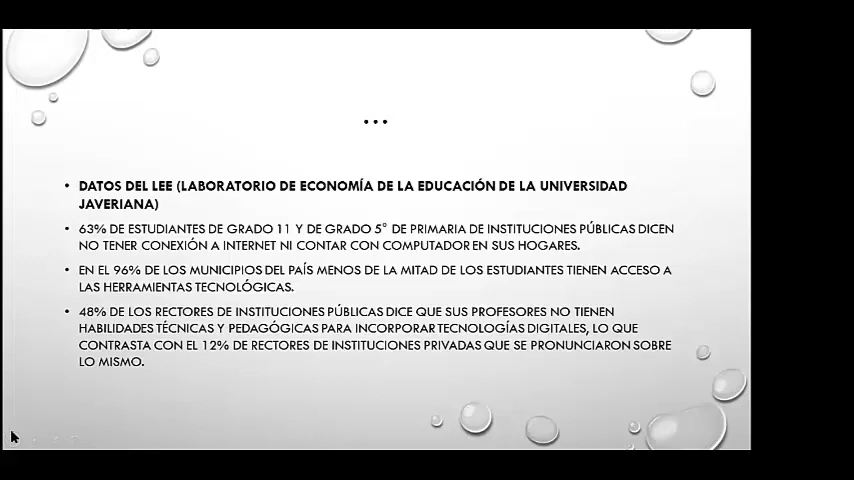 ...
• DATOS DEL LEE (LABORATORIO DE ECONOMÍA DE LA EDUCACIÓN DE LA UNIVERSIDAD
JAVERIANA)
• 63% DE ESTUDIANTES DE GRADO 11 Y DE GRADO 5° DE PRIMARIA DE INSTITUCIONES PÚBLICAS DICEN
NO TENER CONEXIÓN A INTERNET NI CONTAR CON COMPUTADOR EN SUS HOGARES.
• EN EL 96% DE LOS MUNICIPIOS DEL PAÍS MENOS DE LA MITAD DE LOS ESTUDIANTES TIENEN ACCESO A
LAS HERRAMIENTAS TECNOLÓGICAS.
• 48% DE LOS RECTORES DE INSTITUCIONES PÚBLICAS DICE QUE SUS PROFESORES NO TIENEN
HABILIDADES TÉCNICAS Y PEDAGÓGICAS PARA INCORPORAR TECNOLOGÍAS DIGITALES, LO QUE
CONTRASTA CON EL 12% DE RECTORES DE INSTITUCIONES PRIVADAS QUE SE PRONUNCIARON SOBRE
LO MISMO.